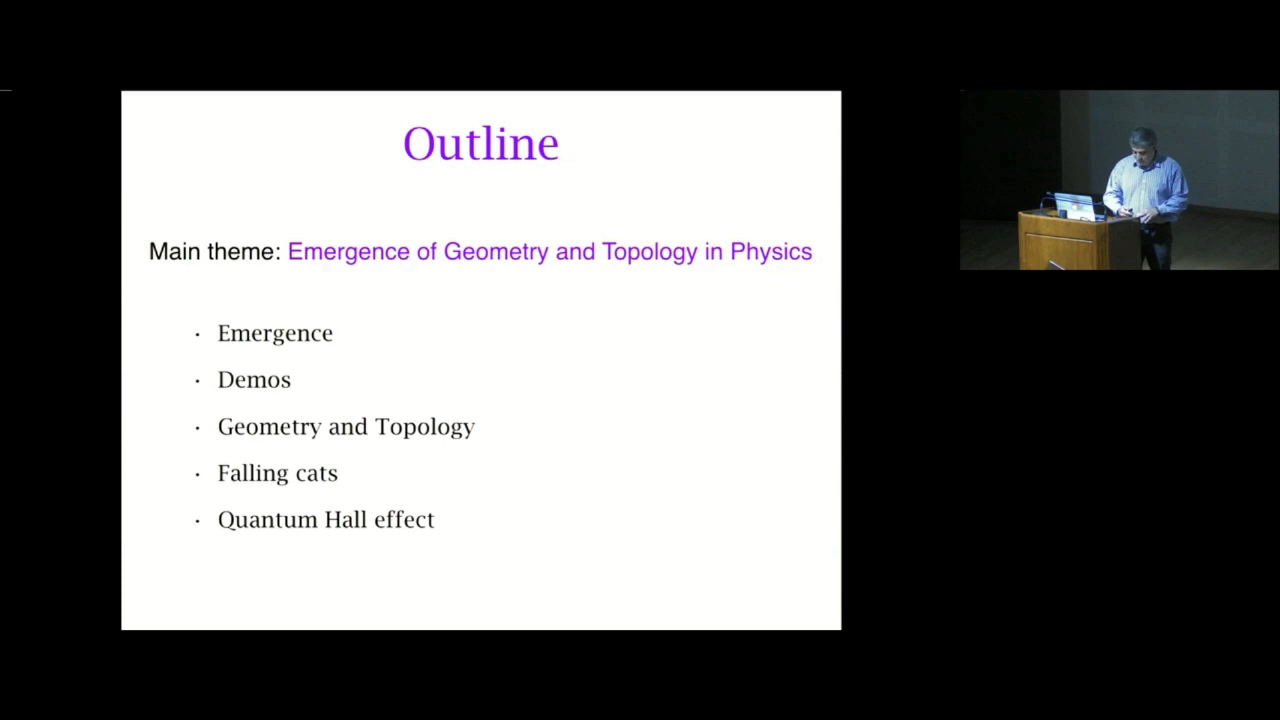 Outline
Main theme: Emergence of Geometry and Topology in Physics
· Emergence
· Demos
· Geometry and Topology
· Falling cats
· Quantum Hall effect